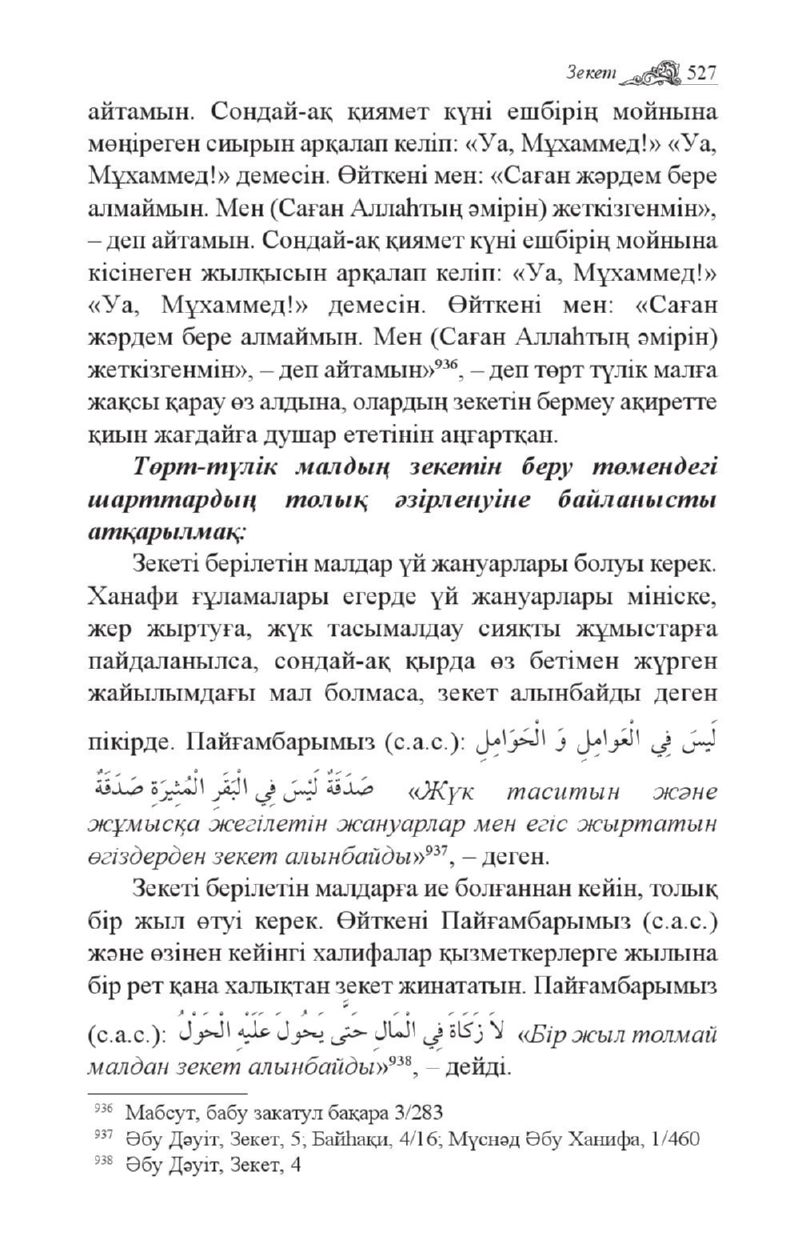 Зекет 527
айтамын. Сондай-ақ қиямет күні ешбірің мойнына
мөңіреген сиырын арқалап келіп: «Уа, Мұхаммед!» «Уа,
Мұхаммед!» демесін. Өйткені мен: «Саған жәрдем бере
алмаймын. Мен (Саған Аллаһтың әмірін) жеткізгенмін»,
– деп айтамын. Сондай-ақ қиямет күні ешбірің мойнына
кісінеген жылқысын арқалап келіп: «Уа, Мұхаммед!»
«Уа, Мұхаммед!» демесін. Өйткені мен: «Саған
жәрдем бере алмаймын. Мен (Саған Аллаһтың әмірін)
жеткізгенмін», – деп айтамын»⁹³⁶, – деп төрт түлік малға
жақсы қарау өз алдына, олардың зекетін бермеу ақиретте
қиын жағдайға душар ететінін аңғартқан.
Төрт-түлік малдың зекетін беру төмендегі
шарттардың толық әзірленуіне байланысты
атқарылмақ:
Зекеті берілетін малдар үй жануарлары болуы керек.
Ханафи ғұламалары егерде үй жануарлары мініске,
жер жыртуға, жүк тасымалдау сияқты жұмыстарға
пайдаланылса, сондай-ақ қырда өз бетімен жүрген
жайылымдағы мал болмаса, зекет алынбайды деген
пікірде. Пайғамбарымыз (с.а.с.): لَيسَ فِي الْعَوامِلِ وَ الْحَوَامِلِ
صَدَقَةٌ لَيْسَ فِي الْبَقَرِ الْمُثِيرَةِ صَدَقَةٌ «Жүк таситын және
жұмысқа жегілетін жануарлар мен егіс жыртатын
өгіздерден зекет алынбайды»⁹³⁷, – деген.
Зекеті берілетін малдарға ие болғаннан кейін, толық
бір жыл өтуі керек. Өйткені Пайғамбарымыз (с.а.с.)
және өзінен кейінгі халифалар қызметкерлерге жылына
бір рет қана халықтан зекет жинататын. Пайғамбарымыз
(с.а.с.): لاَ زَكَاةَ فِي الْمَالِ حَتَّى يَحُولَ عَلَيْهِ الْحَوْلُ «Бір жыл толмай
малдан зекет алынбайды»⁹³⁸, – дейді.
⁹³⁶ Мабсут, бабу закатул бақара 3/283
⁹³⁷ Әбу Дәуіт, Зекет, 5; Байһақи, 4/16; Мүснәд Әбу Ханифа, 1/460
⁹³⁸ Әбу Дәуіт, Зекет, 4